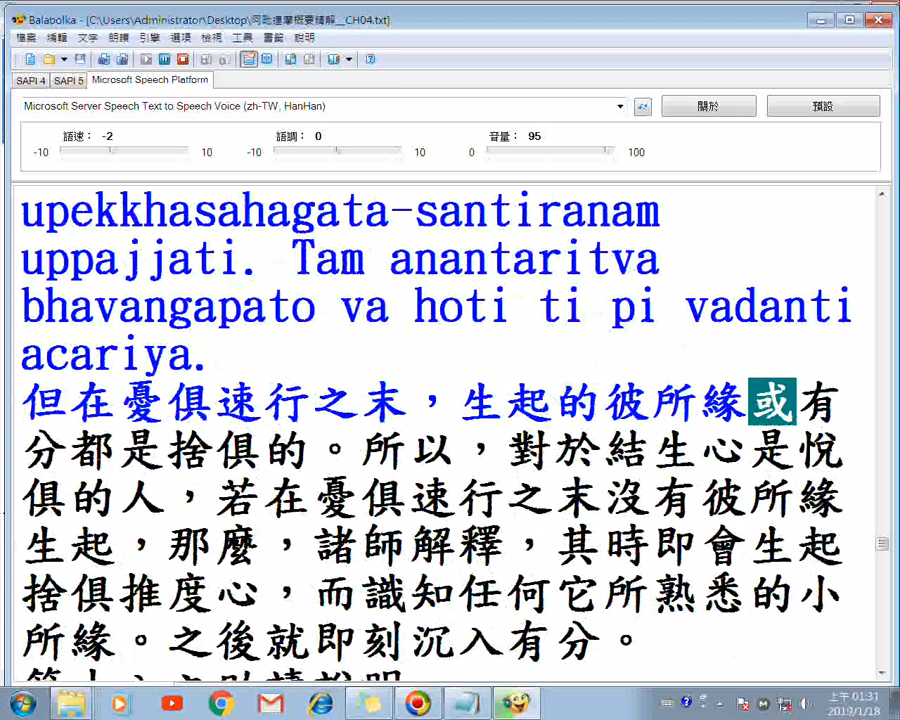 Balabolka - [C:\Users\Administrator\Desktop\阿毗達摩概要精解__CH04.txt]
檔案 編輯 文字 朗讀 引擎 選項 檢視 工具 書籤 說明
SAPI 4 SAPI 5 Microsoft Speech Platform
Microsoft Server Speech Text to Speech Voice (zh-TW, HanHan) 關於 預設
語速： -2 語調： 0 音量： 95
-10 10 -10 10 0 100
upekkhasahagata-santiranam
uppajjati. Tam anantaritva
bhavangapato va hoti ti pi vadanti
acariya.
但在憂俱速行之末，生起的彼所緣或有
分都是捨俱的。所以，對於結生心是悅
俱的人，若在憂俱速行之末沒有彼所緣
生起，那麼，諸師解釋，其時即會生起
捨俱推度心，而識知任何它所熟悉的小
所緣。之後就即刻沉入有分。
上午 01:31
2019/1/18